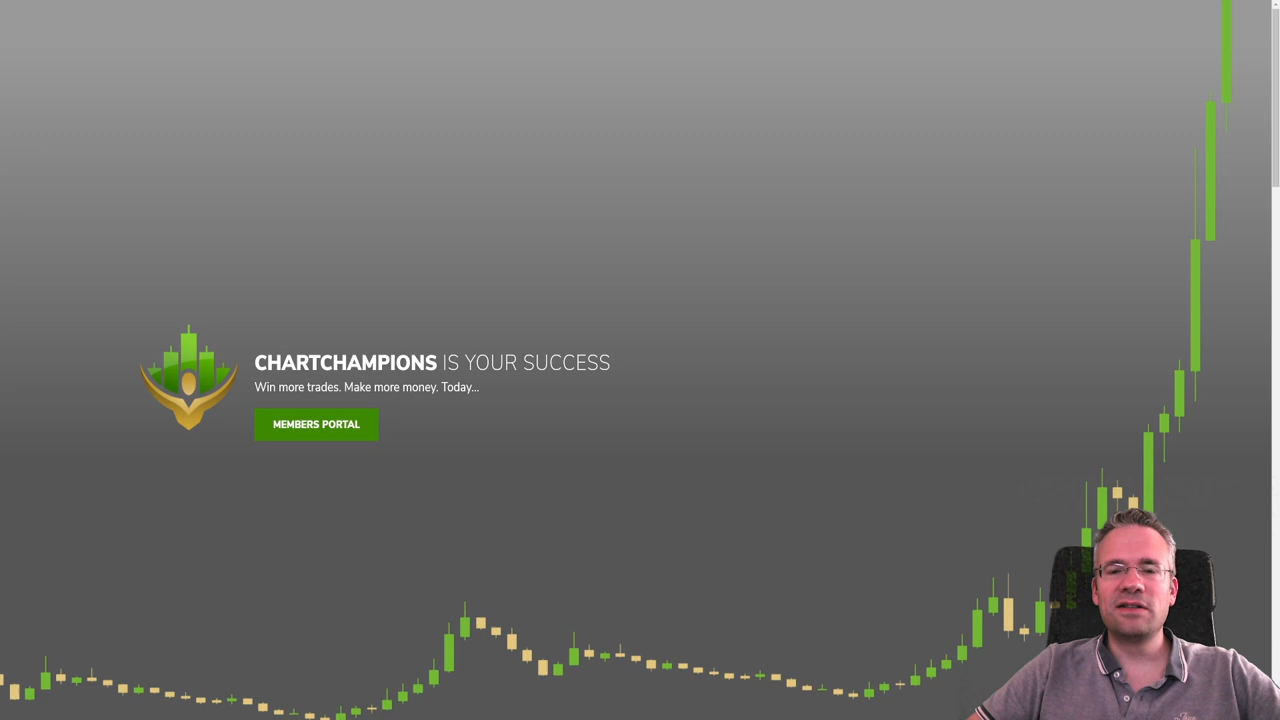 CHARTCHAMPIONS IS YOUR SUCCESS
Win more trades. Make more money. Today...
MEMBERS PORTAL